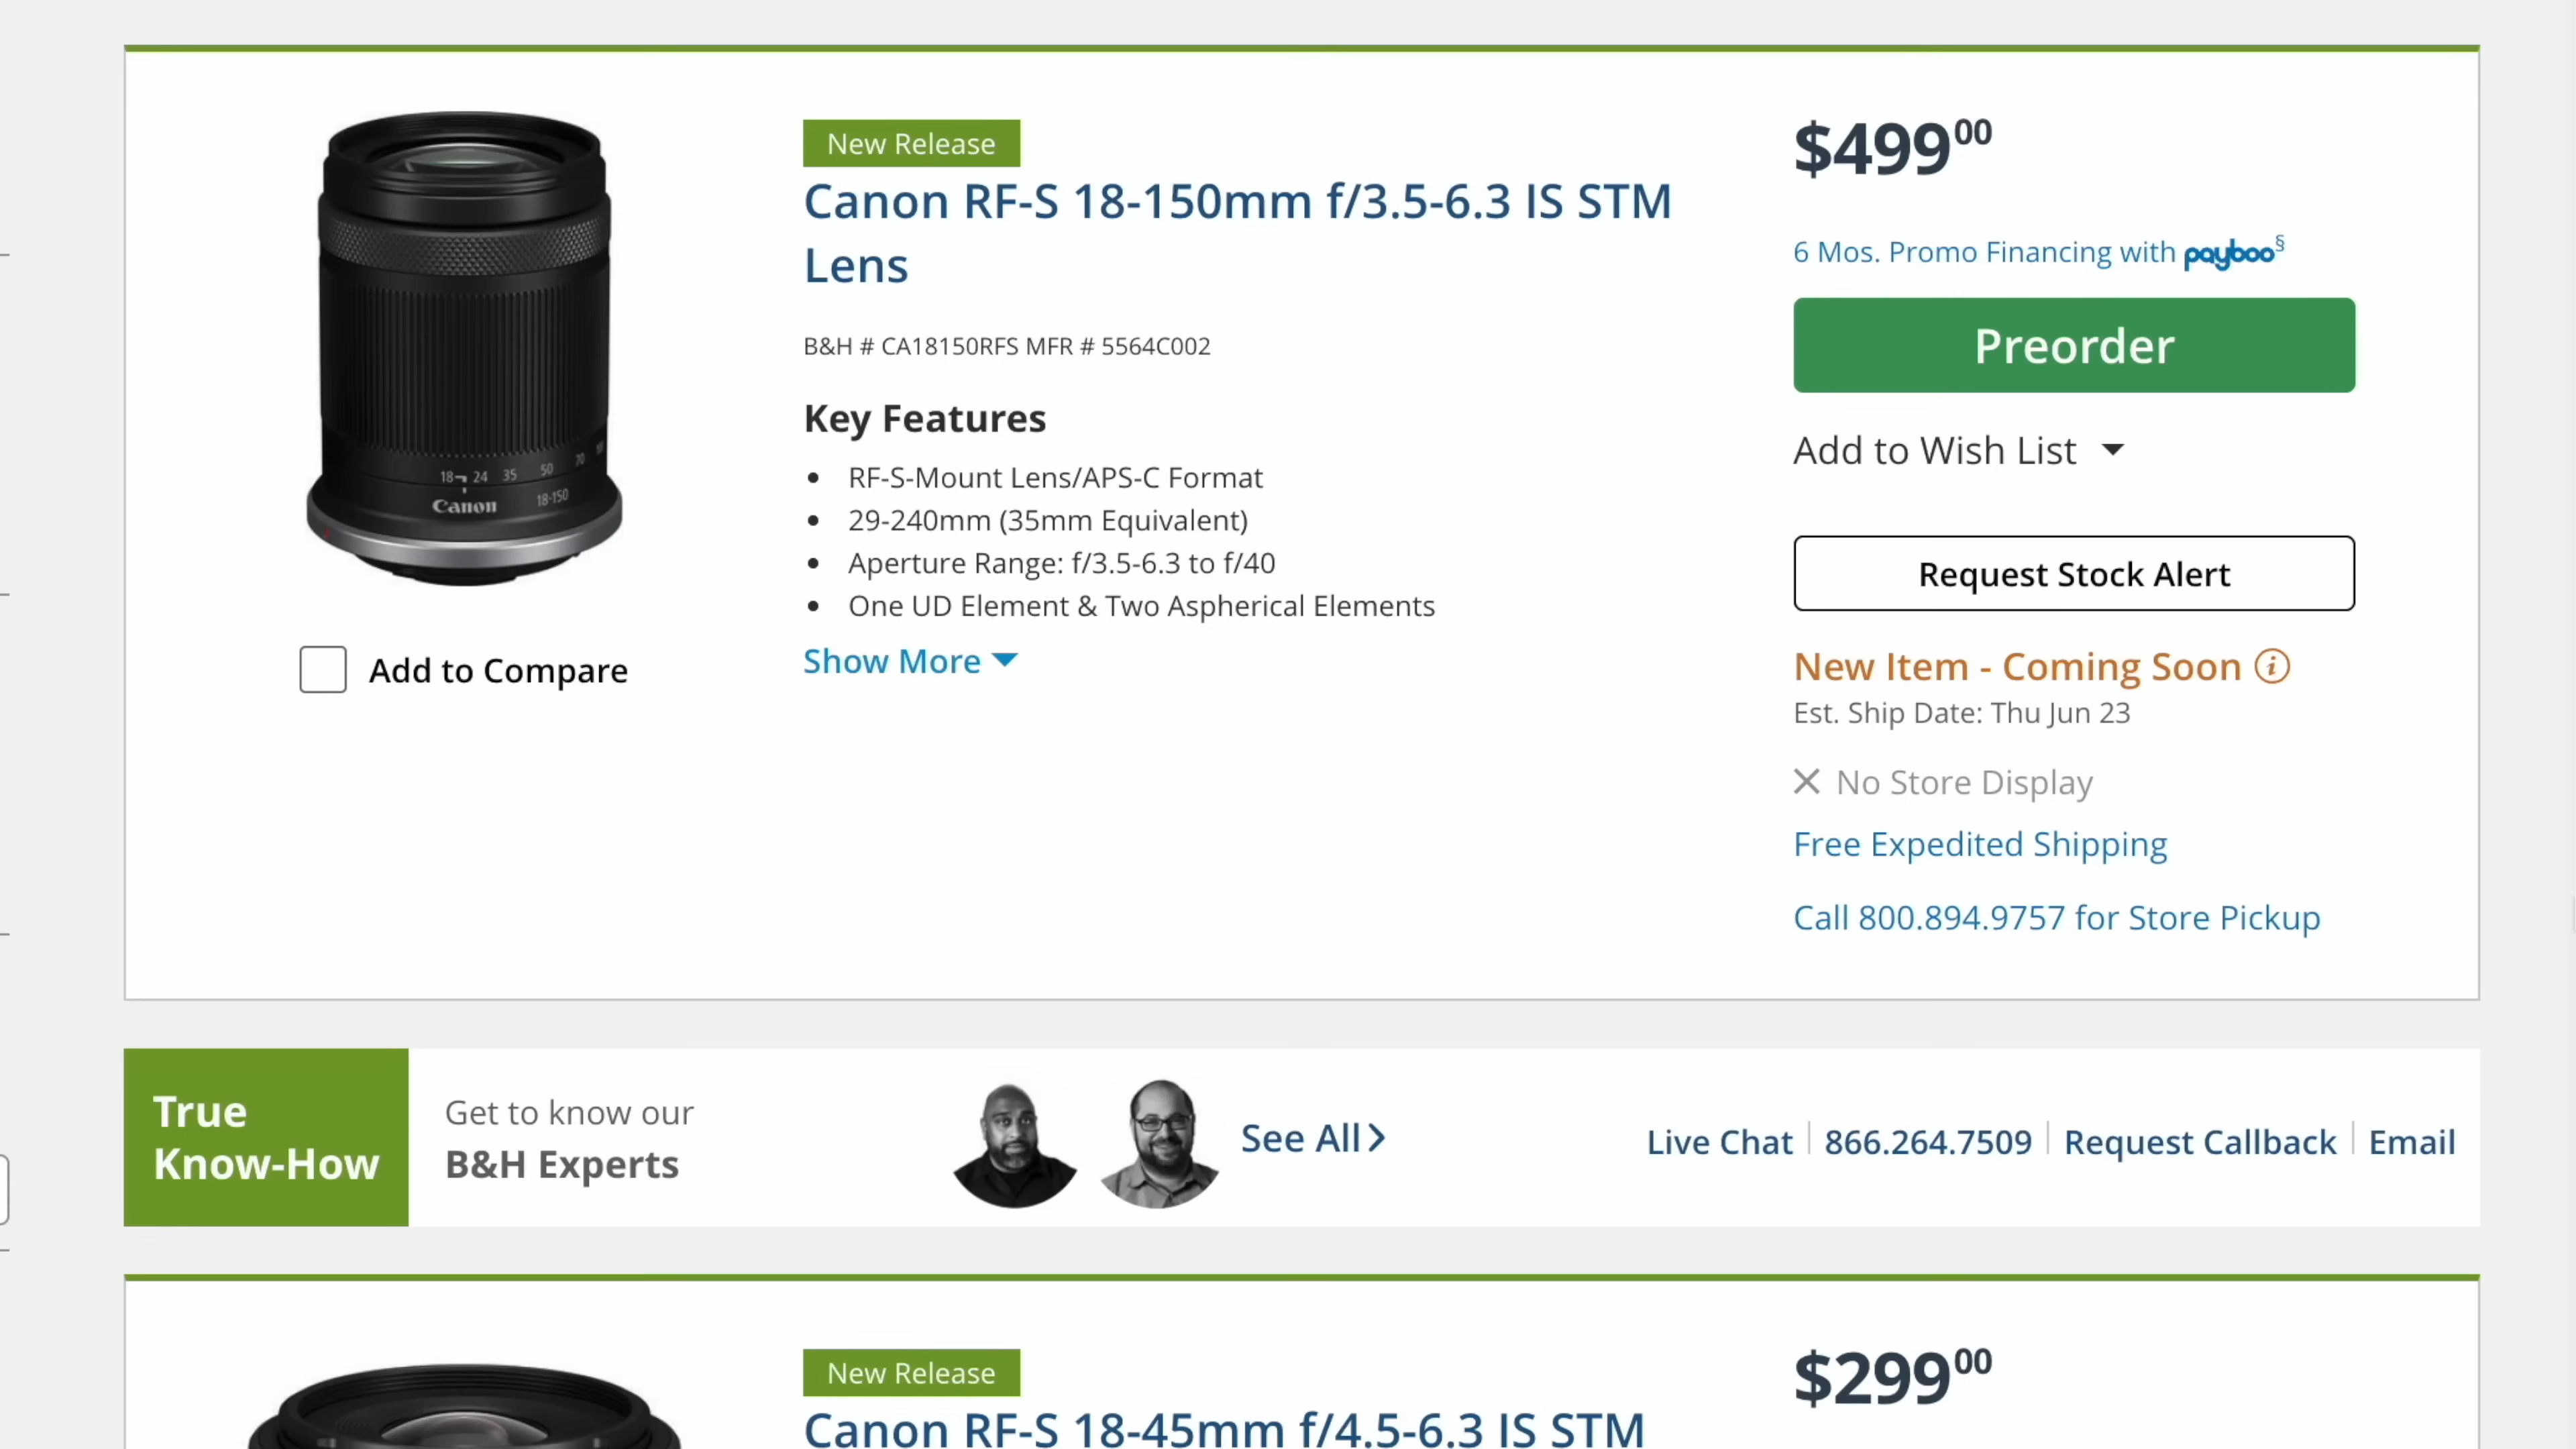 New Release
Canon RF-S 18-150mm f/3.5-6.3 IS STM
Lens
B&H # CA18150RFS MFR # 5564C002
Key Features
• RF-S-Mount Lens/APS-C Format
• 29-240mm (35mm Equivalent)
• Aperture Range: f/3.5-6.3 to f/40
• One UD Element & Two Aspherical Elements
Show More
18 24 35 50 70
Canon 18-150
Add to Compare
$499.00
6 Mos. Promo Financing with payboo§
Preorder
Add to Wish List
Request Stock Alert
New Item - Coming Soon i
Est. Ship Date: Thu Jun 23
No Store Display
Free Expedited Shipping
Call 800.894.9757 for Store Pickup
True
Know-How
Get to know our
B&H Experts
See All
Live Chat | 866.264.7509 | Request Callback | Email
New Release
Canon RF-S 18-45mm f/4.5-6.3 IS STM
$299.00